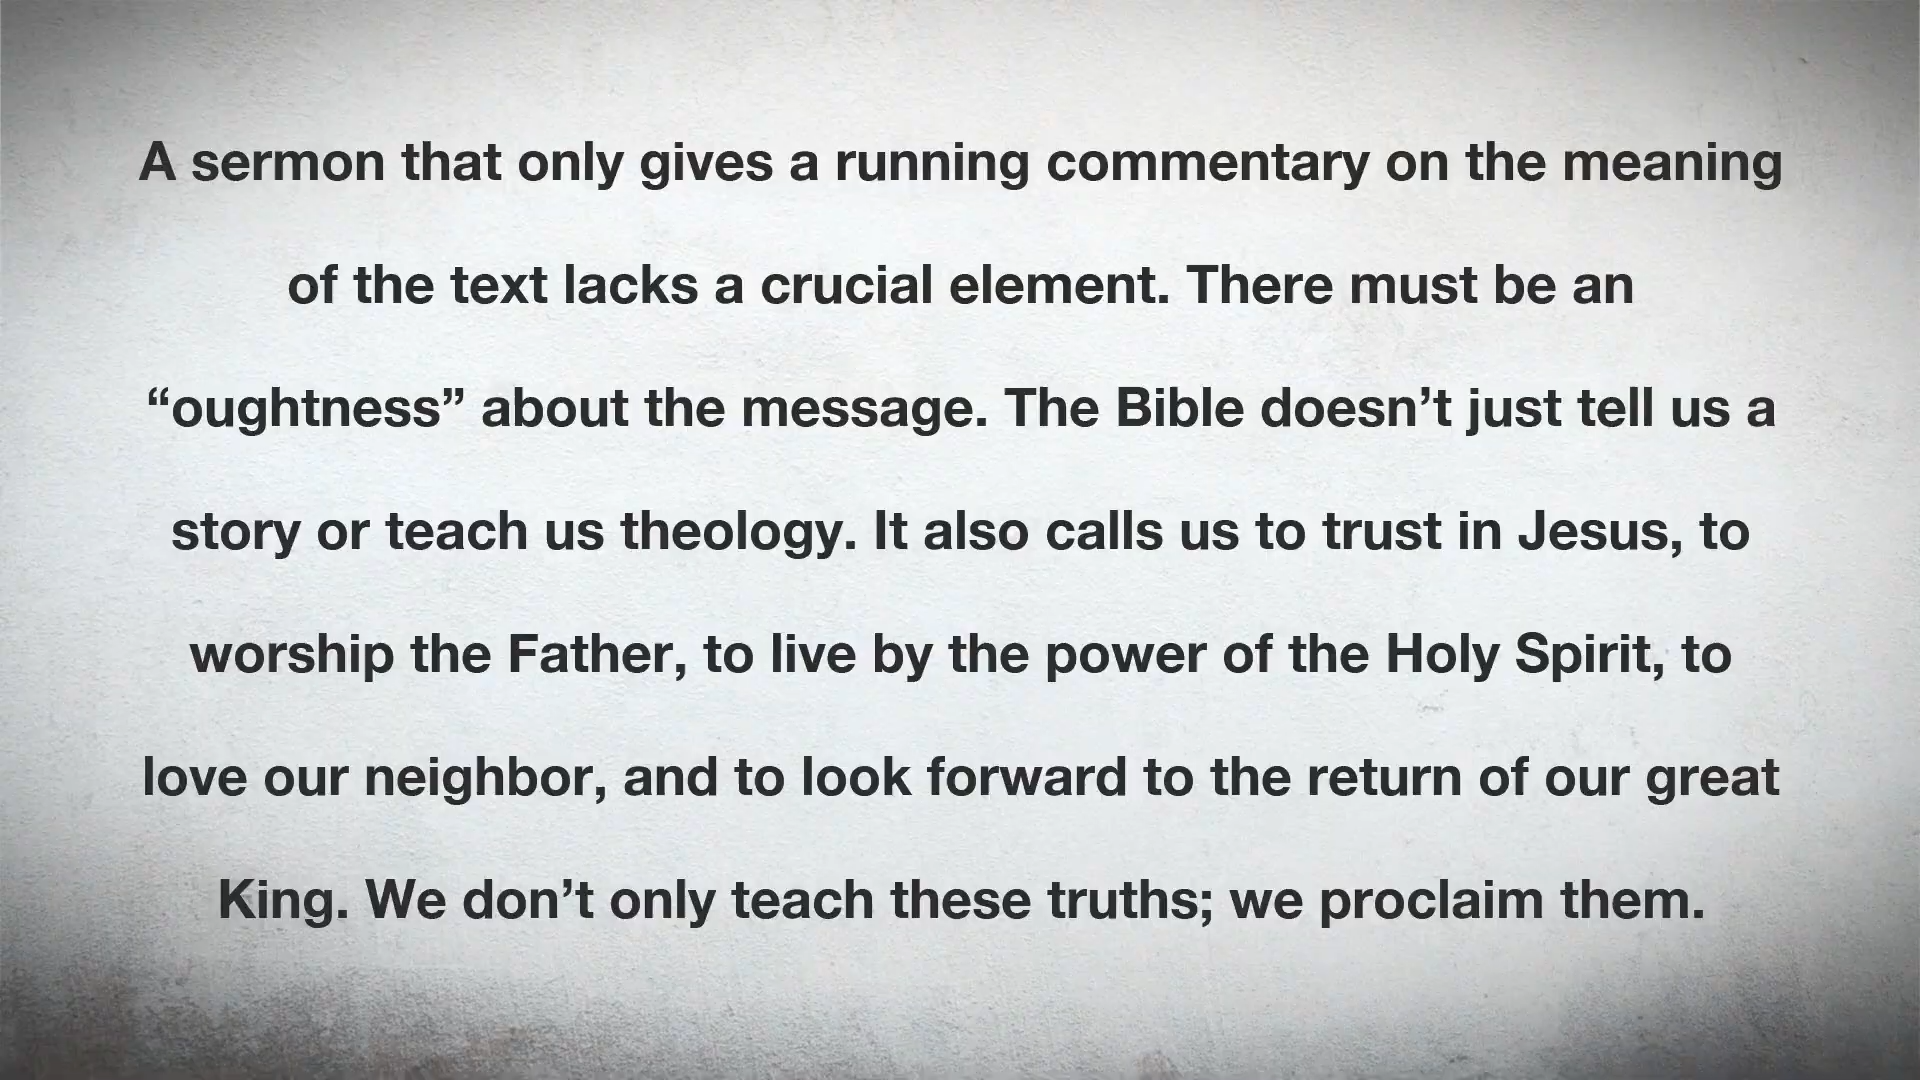 A sermon that only gives a running commentary on the meaning
of the text lacks a crucial element. There must be an
“oughtness” about the message. The Bible doesn’t just tell us a
story or teach us theology. It also calls us to trust in Jesus, to
worship the Father, to live by the power of the Holy Spirit, to
love our neighbor, and to look forward to the return of our great
King. We don’t only teach these truths; we proclaim them.